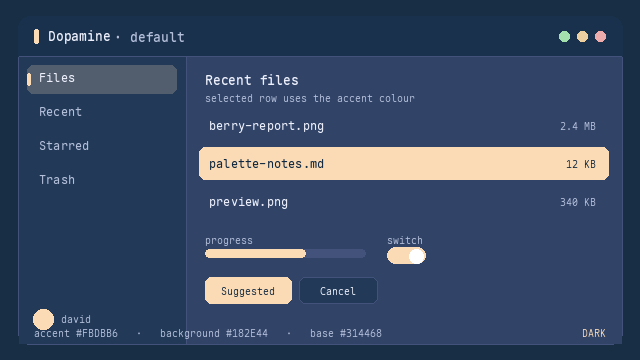 Dopamine · default
Files
Recent
Starred
Trash
david
Recent files
selected row uses the accent colour
berry-report.png 2.4 MB
palette-notes.md 12 KB
preview.png 340 KB
progress switch
Suggested Cancel
accent #FBDBB6 · background #182E44 · base #314468 DARK